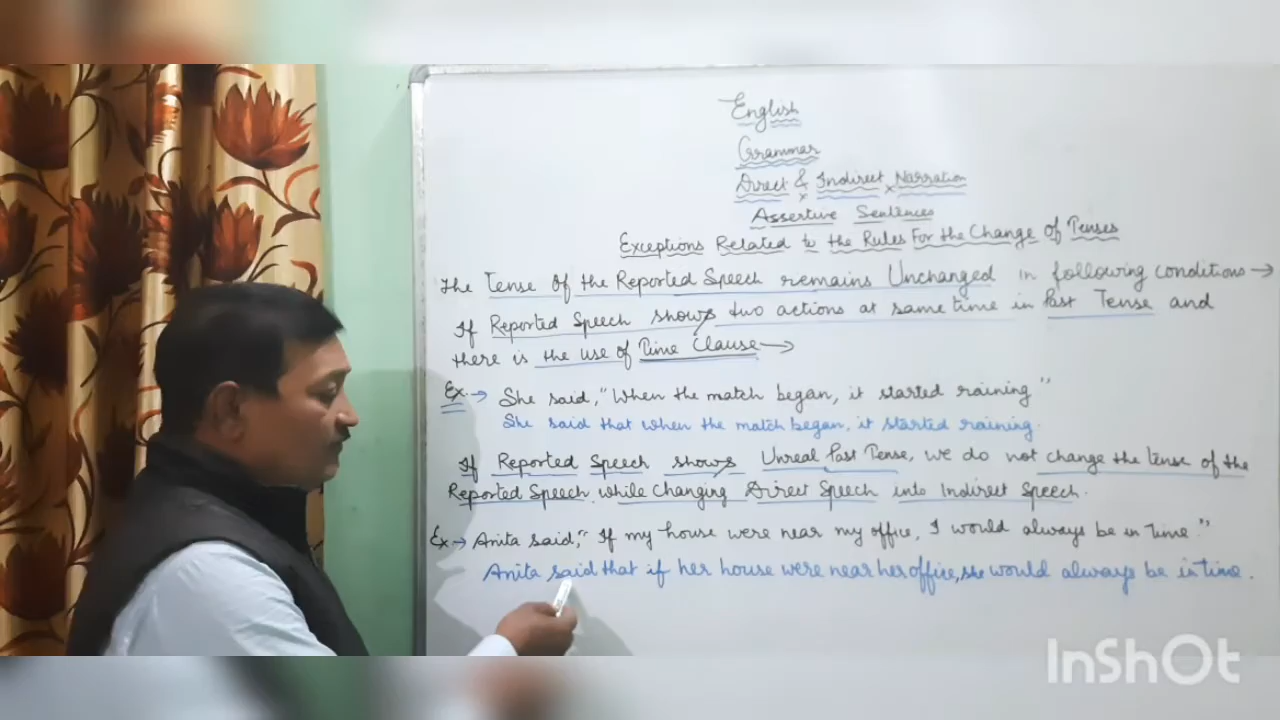 English
Grammar
Direct & Indirect Narration
Assertive Sentences
Exceptions Related to the Rules For the Change of Tenses
The Tense Of the Reported Speech remains Unchanged in following conditions →
If Reported Speech shows two actions at same time in Past Tense and
there is the use of Time Clause →
Ex. → She said, "When the match began, it started raining"
She said that when the match began, it started raining.
If Reported Speech shows Unreal Past Tense, we do not change the tense of the
Reported Speech while changing Direct Speech into Indirect Speech.
Ex → Anita said, "If my house were near my office, I would always be in time."
Anita said that if her house were near her office, she would always be in time.
InShOt